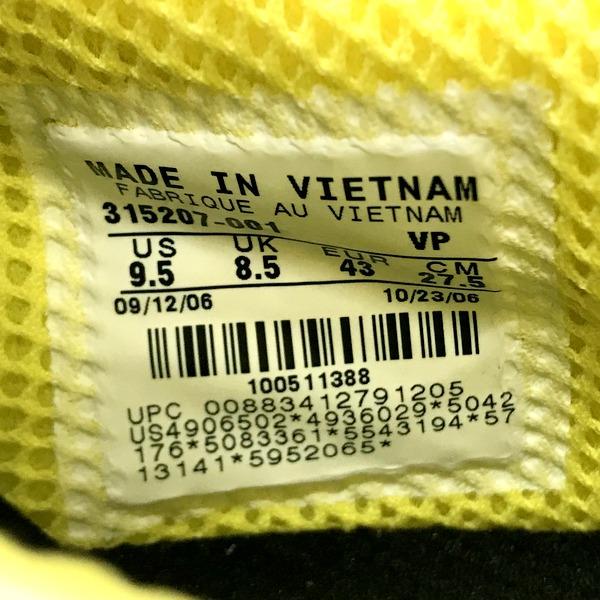 MADE IN VIETNAM
FABRIQUE AU VIETNAM
315207-001 VP
US UK EUR CM
9.5 8.5 43 27.5
09/12/06 10/23/06
100511388
UPC 00883412791205
US4906502*4936029*5042
176*5083361*5543194*57
13141*5952065*